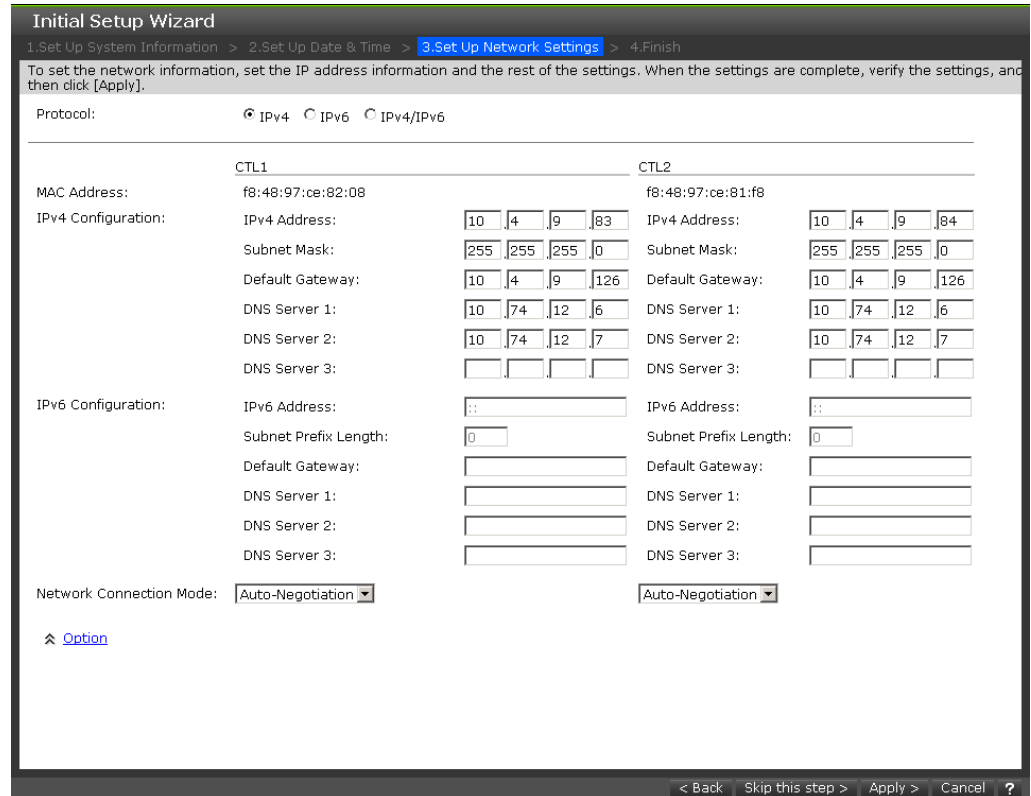 Initial Setup Wizard
1.Set Up System Information > 2.Set Up Date & Time > 3.Set Up Network Settings > 4.Finish
To set the network information, set the IP address information and the rest of the settings. When the settings are complete, verify the settings, and
then click [Apply].
Protocol: IPv4 IPv6 IPv4/IPv6
CTL1 CTL2
MAC Address: f8:48:97:ce:82:08 f8:48:97:ce:81:f8
IPv4 Configuration: IPv4 Address: 10 . 4 . 9 . 83 IPv4 Address: 10 . 4 . 9 . 84
Subnet Mask: 255 . 255 . 255 . 0 Subnet Mask: 255 . 255 . 255 . 0
Default Gateway: 10 . 4 . 9 . 126 Default Gateway: 10 . 4 . 9 . 126
DNS Server 1: 10 . 74 . 12 . 6 DNS Server 1: 10 . 74 . 12 . 6
DNS Server 2: 10 . 74 . 12 . 7 DNS Server 2: 10 . 74 . 12 . 7
DNS Server 3: . . . DNS Server 3: . . .
IPv6 Configuration: IPv6 Address: :: IPv6 Address: ::
Subnet Prefix Length: 0 Subnet Prefix Length: 0
Default Gateway: Default Gateway:
DNS Server 1: DNS Server 1:
DNS Server 2: DNS Server 2:
DNS Server 3: DNS Server 3:
Network Connection Mode: Auto-Negotiation Auto-Negotiation
Option
< Back Skip this step > Apply > Cancel ?